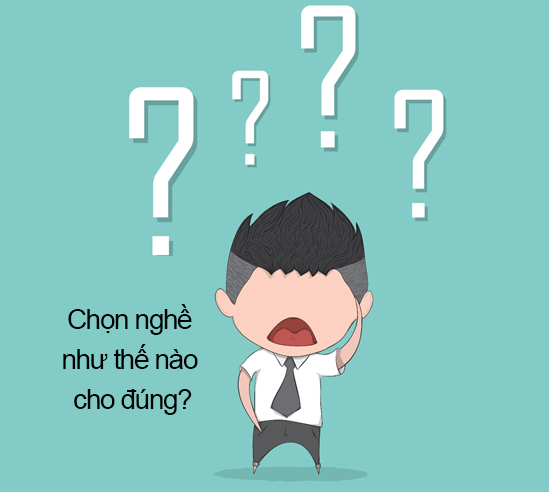 ? ? ? ?
Chọn nghề
như thế nào
cho đúng?